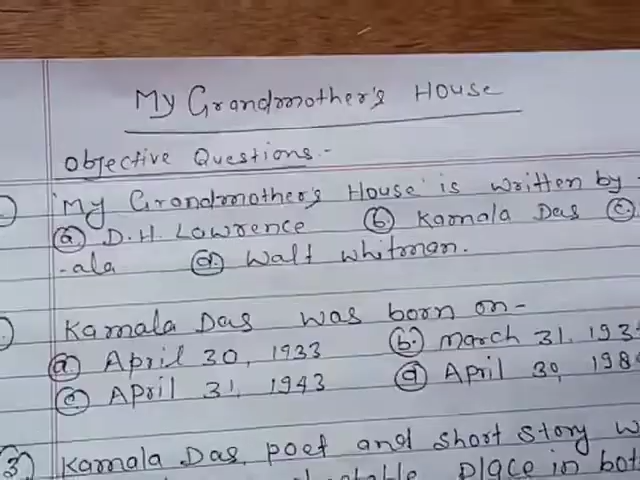 My Grandmother's House
Objective Questions:-
'My Grandmother's House' is written by
(a) D.H. Lawrence (b) Kamala Das (c)
-ala (d) Walt Whitman.
Kamala Das was born on-
(a) April 30, 1933 (b) March 31, 193
(c) April 31, 1943 (d) April 30, 198
(3) Kamala Das, poet and short story
place in